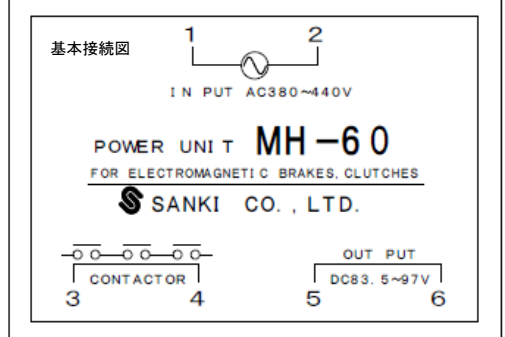 基本接続図
1 2
IN PUT AC380~440V
POWER UNIT MH-60
FOR ELECTROMAGNETIC BRAKES, CLUTCHES
SANKI CO., LTD.
CONTACTOR
3 4
OUT PUT
DC83.5~97V
5 6